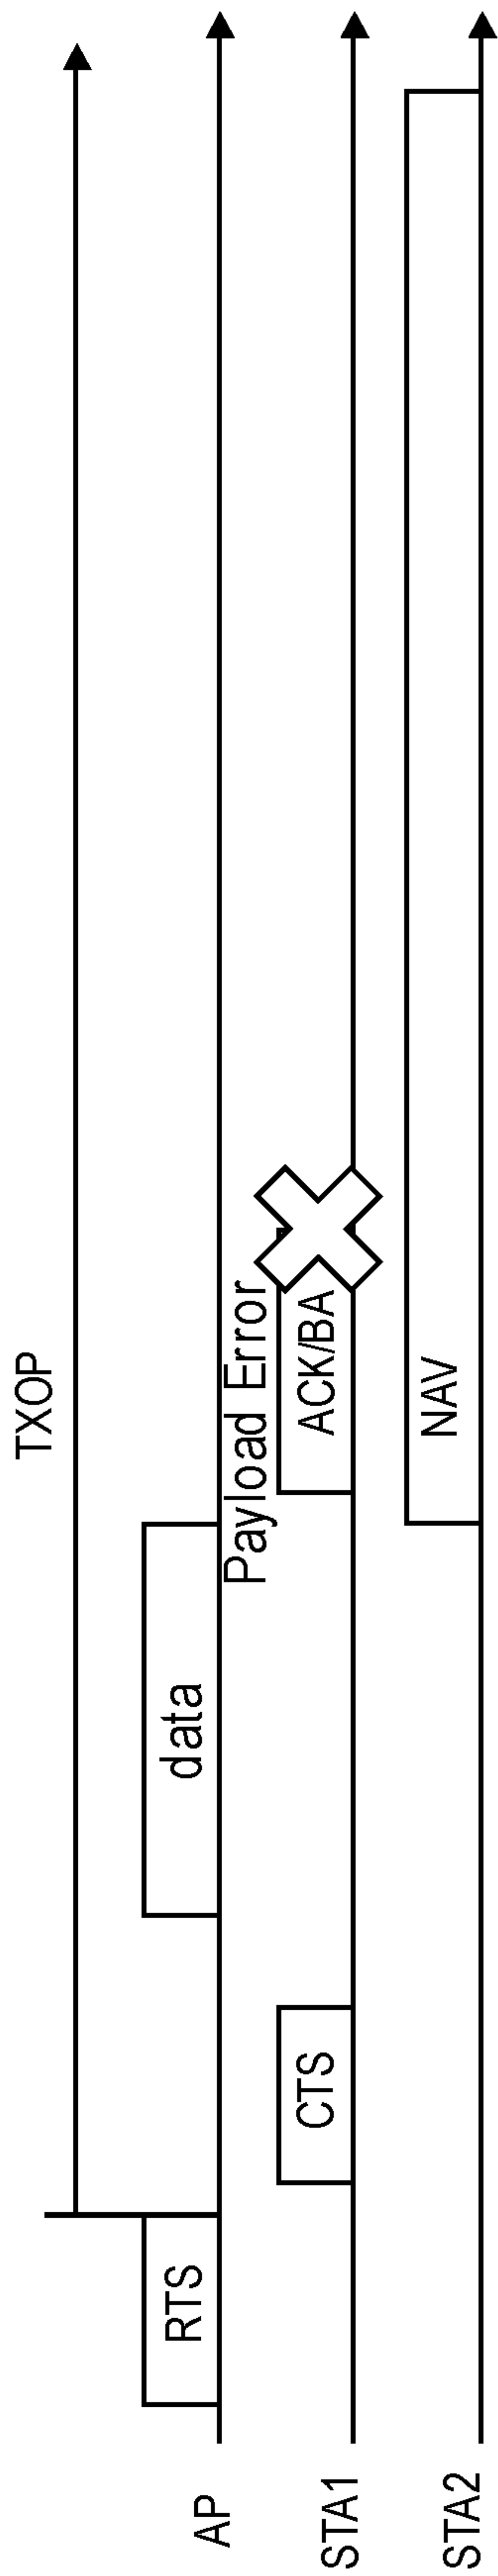 TXOP
AP
RTS
data
Payload Error
STA1
CTS
ACK/BA
STA2
NAV